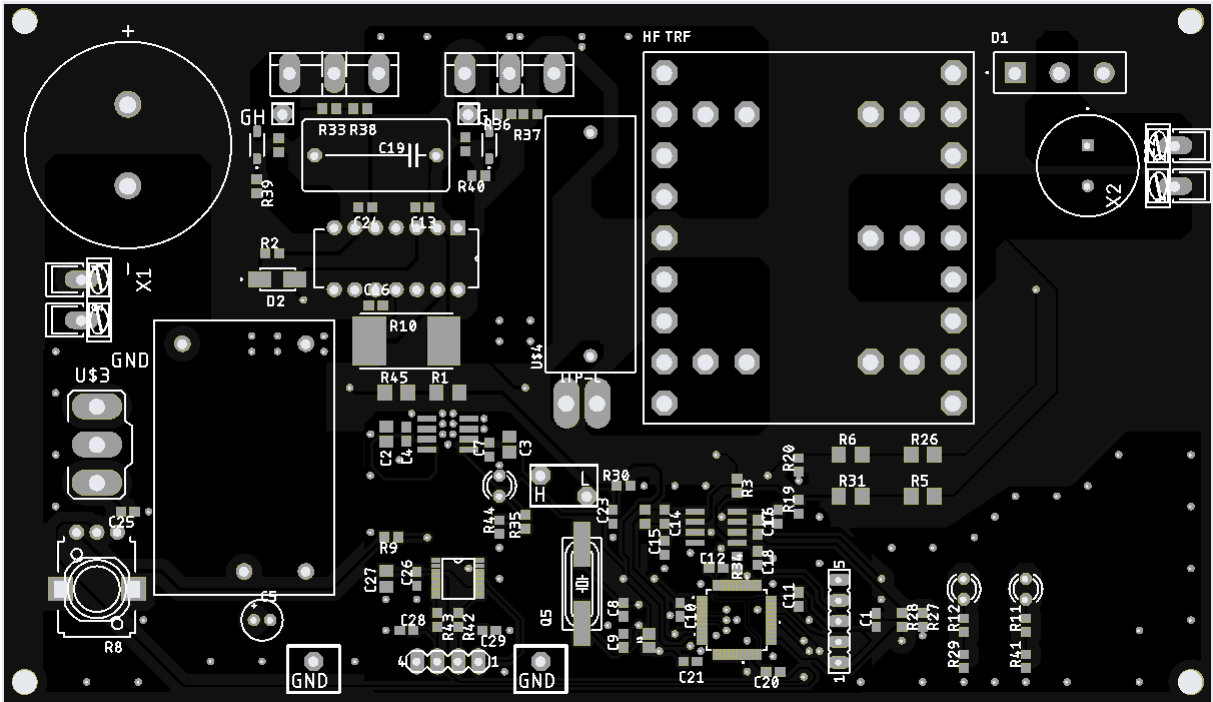 +
HF TRF
D1
GH
R33 R38
R36
R37
C19
R39
R40
X2
C24
C13
R2
D2
C16
X1
R10
GND
U$4
U$3
R45
R1
C2
C4
C7
C3
R6
R26
R20
R30
L
H
R3
R31
R5
R19
C23
C25
R44
R35
C14
C15
R9
C12
R34
C18
C27
C26
5
C11
C5
Q5
C8
C10
C1
R28
R27
R12
R11
C28
R43
R42
C29
C9
R8
4
1
R29
R41
GND
GND
C21
C20
1